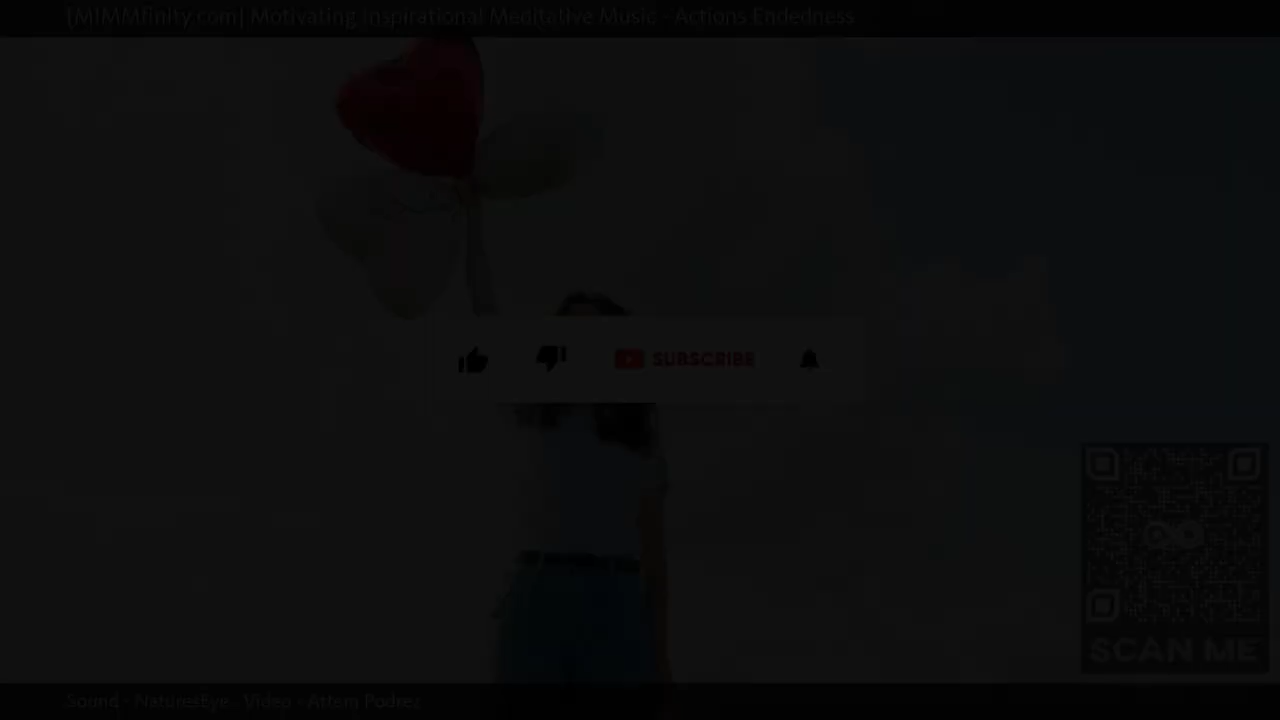 [MIMMfinity.com] Motivating Inspirational Meditative Music - Actions Endedness
SUBSCRIBE
SCAN ME
Sound - NaturesEye . Video - Artem Podrez